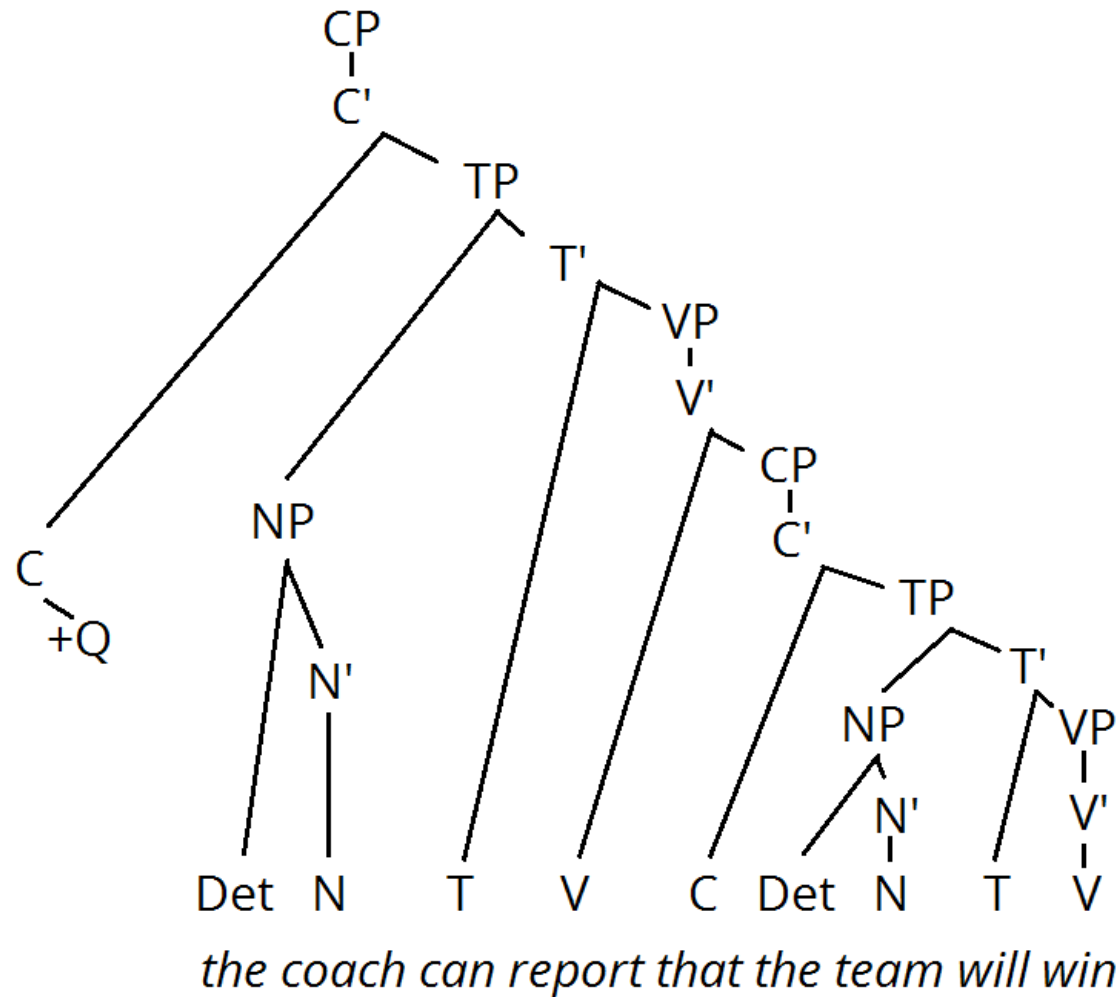 CP
C'
TP
T'
VP
V'
CP
NP
C'
C
TP
+Q
T'
N'
NP
VP
N'
V'
Det N T V C Det N T V
the coach can report that the team will win